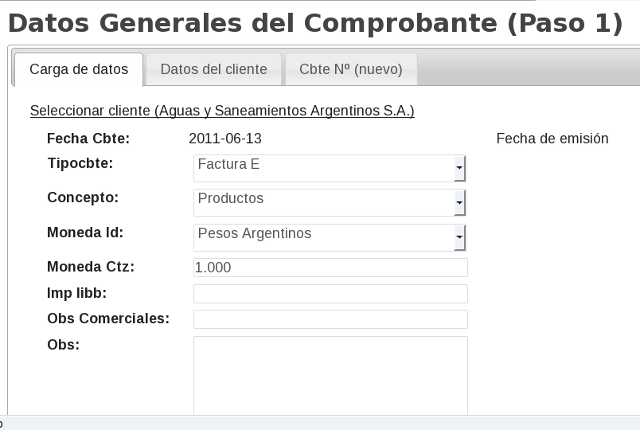 Datos Generales del Comprobante (Paso 1)
Carga de datos Datos del cliente Cbte Nº (nuevo)
Seleccionar cliente (Aguas y Saneamientos Argentinos S.A.)
Fecha Cbte: 2011-06-13 Fecha de emisión
Tipocbte: Factura E
Concepto: Productos
Moneda Id: Pesos Argentinos
Moneda Ctz: 1.000
Imp Iibb:
Obs Comerciales:
Obs: